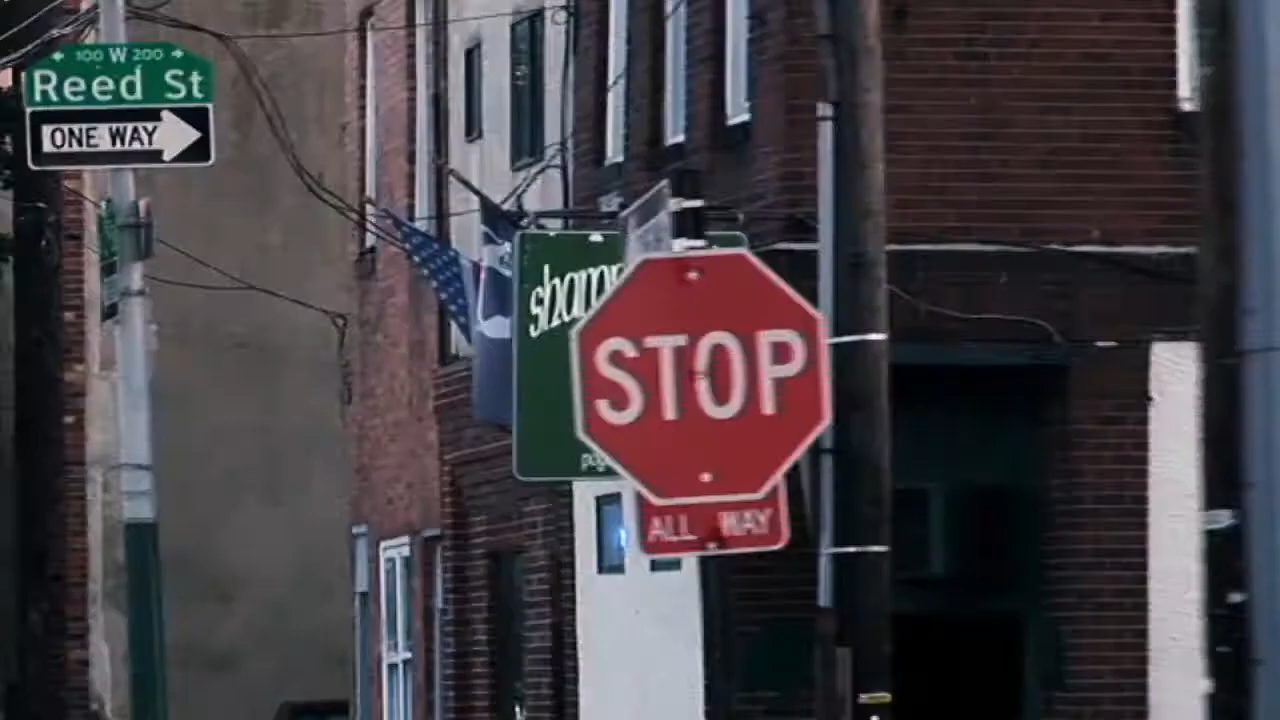 ← 100 W 200 →
Reed St
ONE WAY
STOP
ALL WAY